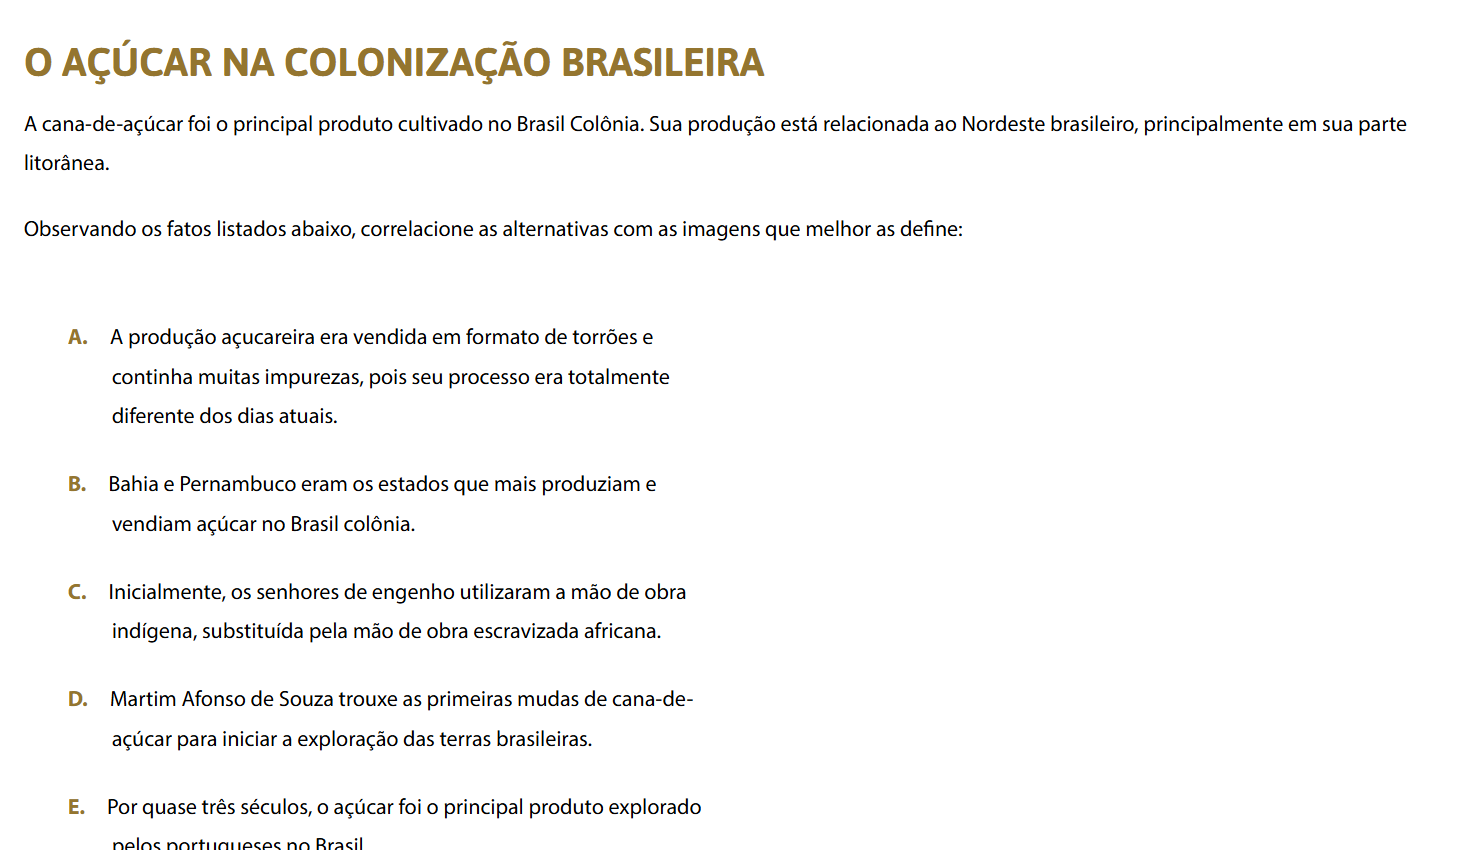 O AÇÚCAR NA COLONIZAÇÃO BRASILEIRA
A cana-de-açúcar foi o principal produto cultivado no Brasil Colônia. Sua produção está relacionada ao Nordeste brasileiro, principalmente em sua parte
litorânea.
Observando os fatos listados abaixo, correlacione as alternativas com as imagens que melhor as define:
A. A produção açucareira era vendida em formato de torrões e
continha muitas impurezas, pois seu processo era totalmente
diferente dos dias atuais.
B. Bahia e Pernambuco eram os estados que mais produziam e
vendiam açúcar no Brasil colônia.
C. Inicialmente, os senhores de engenho utilizaram a mão de obra
indígena, substituída pela mão de obra escravizada africana.
D. Martim Afonso de Souza trouxe as primeiras mudas de cana-de-
açúcar para iniciar a exploração das terras brasileiras.
E. Por quase três séculos, o açúcar foi o principal produto explorado
pelos portugueses no Brasil